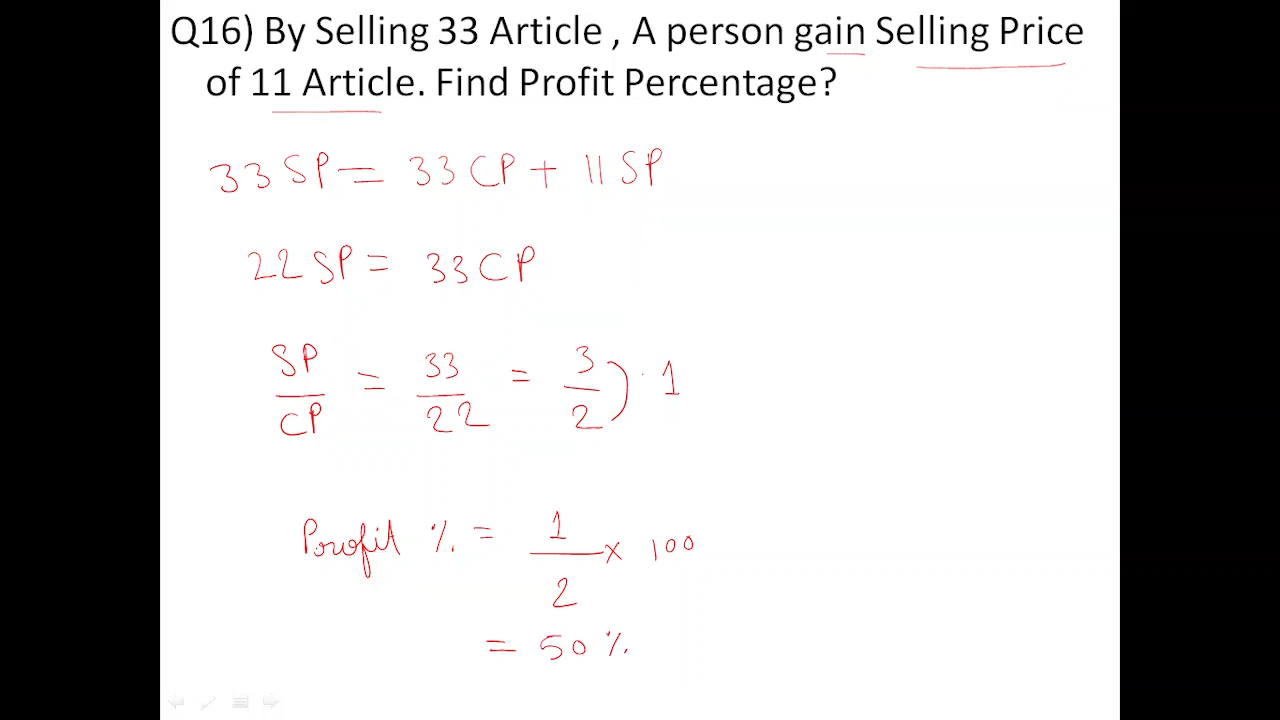 Q16) By Selling 33 Article , A person gain Selling Price
of 11 Article. Find Profit Percentage?
33 SP = 33 CP + 11 SP
22 SP = 33 CP
SP/CP = 33/22 = 3/2 ) · 1
Porofit % = 1/2 × 100
= 50 %